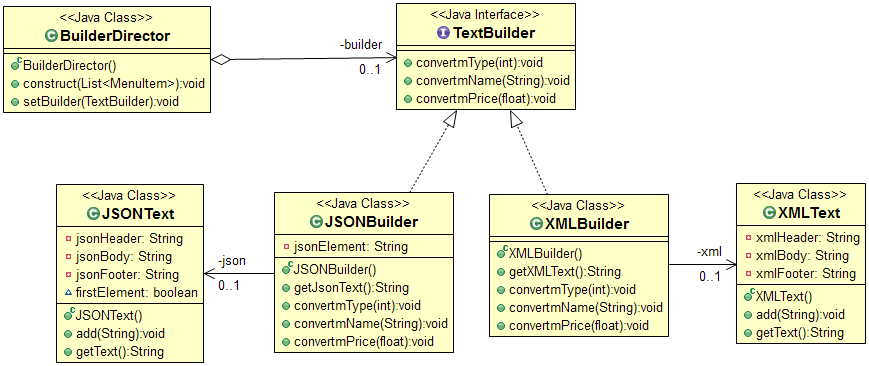 <<Java Class>>
BuilderDirector
BuilderDirector()
construct(List<MenuItem>):void
setBuilder(TextBuilder):void
-builder
0..1
<<Java Interface>>
TextBuilder
convertmType(int):void
convertmName(String):void
convertmPrice(float):void
<<Java Class>>
JSONText
jsonHeader: String
jsonBody: String
jsonFooter: String
firstElement: boolean
JSONText()
add(String):void
getText():String
-json
0..1
<<Java Class>>
JSONBuilder
jsonElement: String
JSONBuilder()
getJsonText():String
convertmType(int):void
convertmName(String):void
convertmPrice(float):void
<<Java Class>>
XMLBuilder
XMLBuilder()
getXMLText():String
convertmType(int):void
convertmName(String):void
convertmPrice(float):void
-xml
0..1
<<Java Class>>
XMLText
xmlHeader: String
xmlBody: String
xmlFooter: String
XMLText()
add(String):void
getText():String